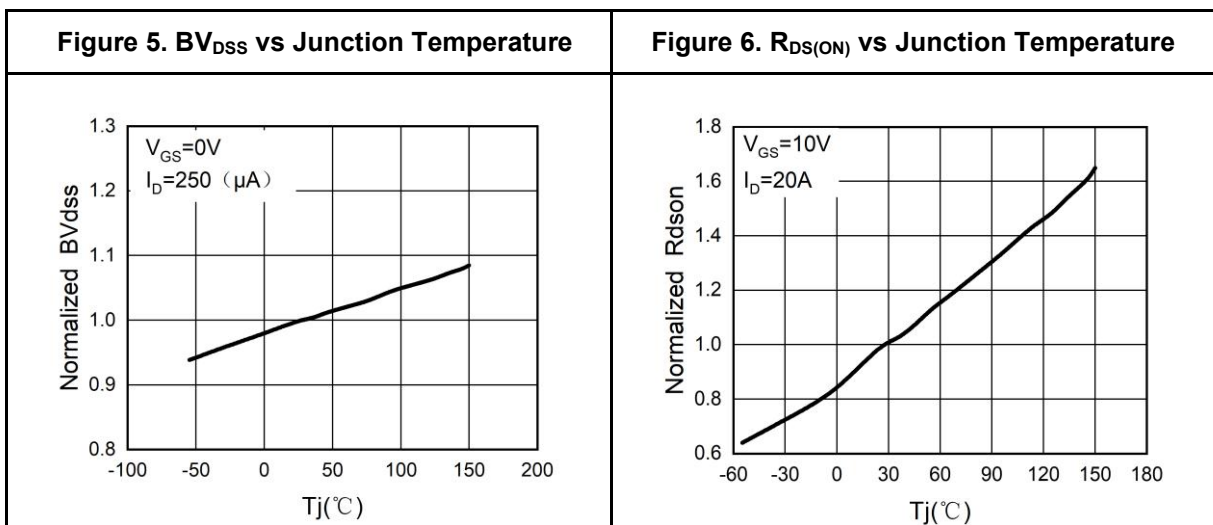 Figure 5. BVDSS vs Junction Temperature
Figure 6. RDS(ON) vs Junction Temperature
1.3
1.2
1.1
1.0
0.9
0.8
Normalized BVdss
VGS=0V
ID=250（μA）
-100 -50 0 50 100 150 200
Tj(℃)
1.8
1.6
1.4
1.2
1.0
0.8
0.6
Normalized Rdson
VGS=10V
ID=20A
-60 -30 0 30 60 90 120 150 180
Tj(℃)